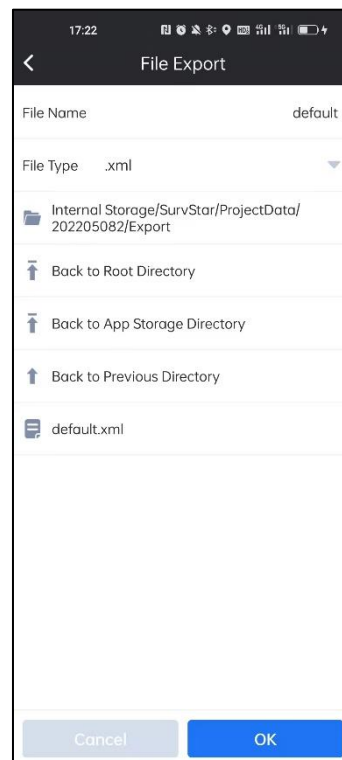 17:22
File Export
File Name default
File Type .xml
Internal Storage/SurvStar/ProjectData/
202205082/Export
Back to Root Directory
Back to App Storage Directory
Back to Previous Directory
default.xml
Cancel OK